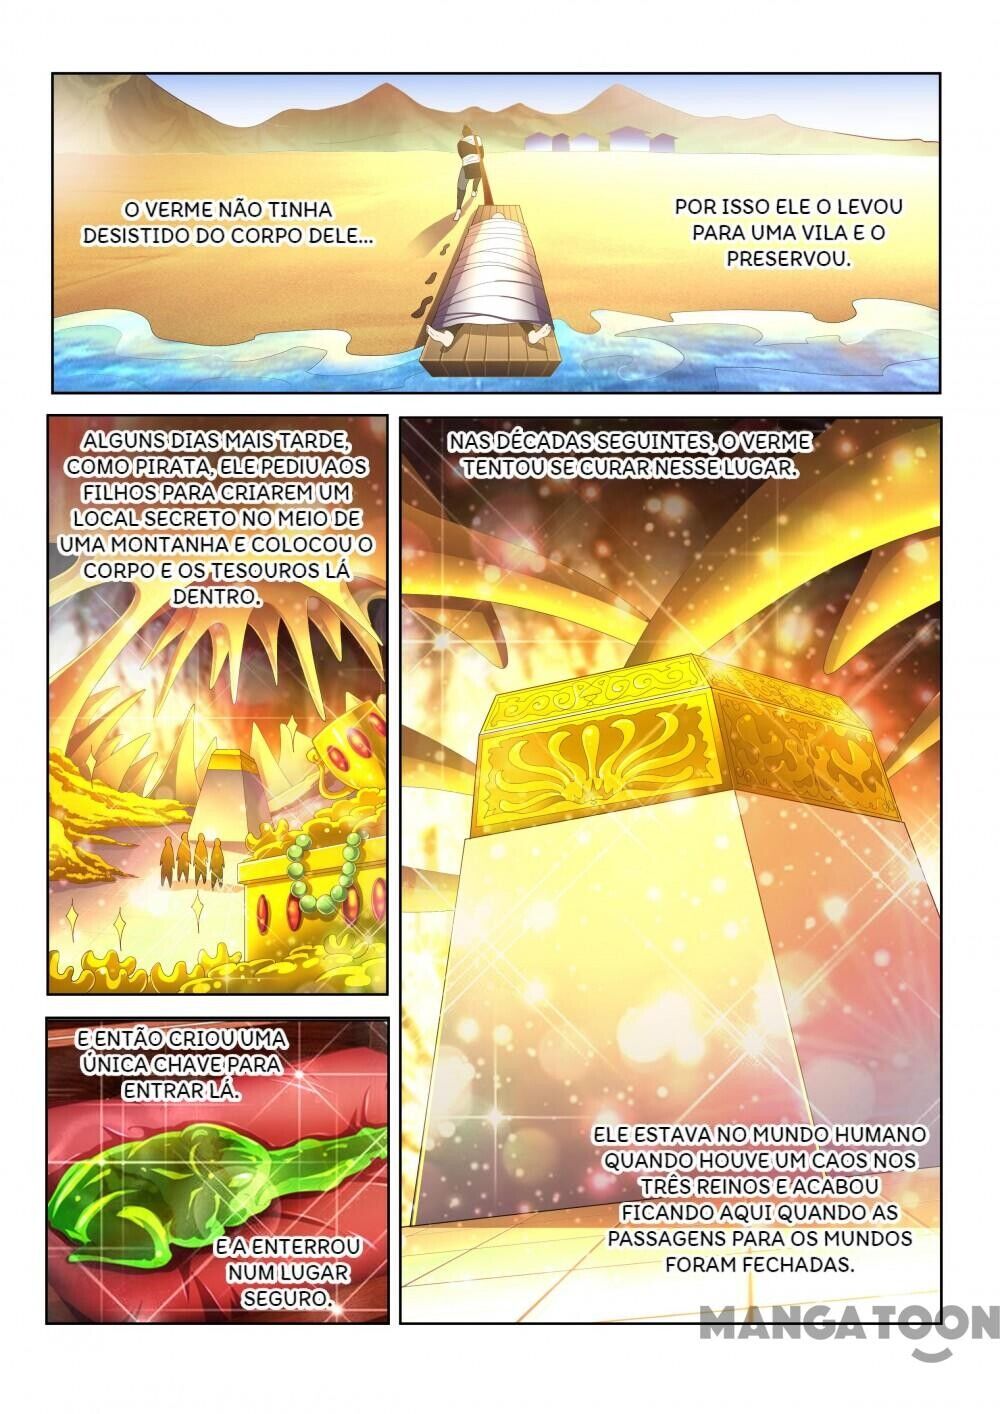 O VERME NÃO TINHA
DESISTIDO DO CORPO DELE...
POR ISSO ELE O LEVOU
PARA UMA VILA E O
PRESERVOU.
ALGUNS DIAS MAIS TARDE,
COMO PIRATA, ELE PEDIU AOS
FILHOS PARA CRIAREM UM
LOCAL SECRETO NO MEIO DE
UMA MONTANHA E COLOCOU O
CORPO E OS TESOUROS LÁ
DENTRO.
NAS DÉCADAS SEGUINTES, O VERME
TENTOU SE CURAR NESSE LUGAR.
E ENTÃO CRIOU UMA
ÚNICA CHAVE PARA
ENTRAR LÁ.
E A ENTERROU
NUM LUGAR
SEGURO.
ELE ESTAVA NO MUNDO HUMANO
QUANDO HOUVE UM CAOS NOS
TRÊS REINOS E ACABOU
FICANDO AQUI QUANDO AS
PASSAGENS PARA OS MUNDOS
FORAM FECHADAS.
MANGATOON